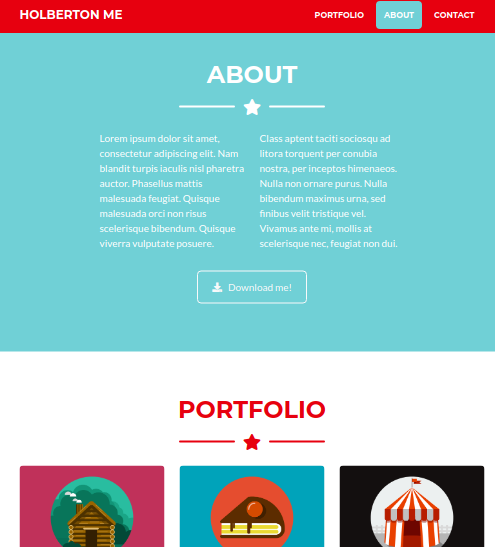 HOLBERTON ME
PORTFOLIO
ABOUT
CONTACT
ABOUT
Lorem ipsum dolor sit amet,
consectetur adipiscing elit. Nam
blandit turpis iaculis nisl pharetra
auctor. Phasellus mattis
malesuada feugiat. Quisque
malesuada orci non risus
scelerisque bibendum. Quisque
viverra vulputate posuere.
Class aptent taciti sociosqu ad
litora torquent per conubia
nostra, per inceptos himenaeos.
Nulla non ornare purus. Nulla
bibendum maximus urna, sed
finibus velit tristique vel.
Vivamus ante mi, mollis at
scelerisque nec, feugiat non dui.
Download me!
PORTFOLIO